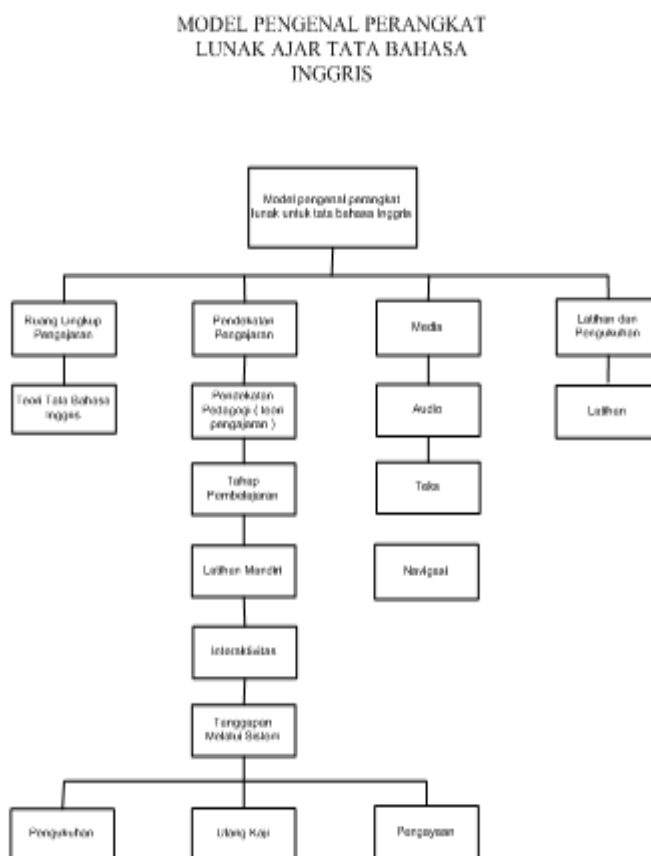 MODEL PENGENAL PERANGKAT
LUNAK AJAR TATA BAHASA
INGGRIS
Model pengenal perangkat
lunak untuk tata bahasa Inggris
Ruang Lingkup
Pengajaran
Pendekatan
Pengajaran
Media
Latihan dan
Pengukuhan
Teori Tata Bahasa
Inggris
Pendekatan
Pedagogi ( teori
pengajaran )
Audio
Latihan
Tahap
Pembelajaran
Teks
Latihan Mandiri
Navigasi
Interaktivitas
Tanggapan
Melalui Sistem
Pengukuhan
Ulang Kaji
Pengayaan